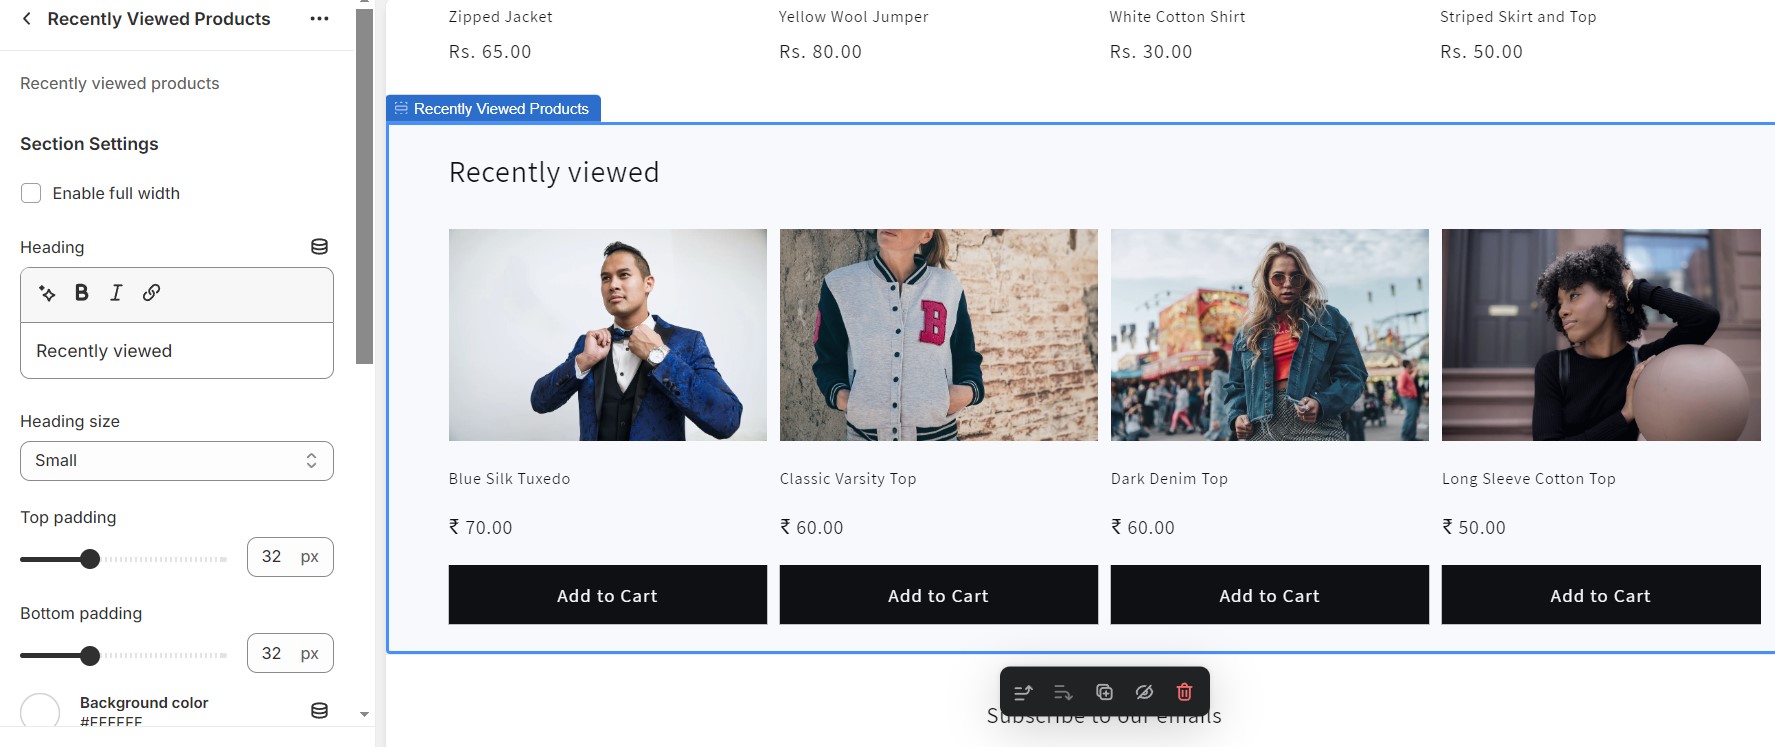 Recently Viewed Products
Recently viewed products
Section Settings
Enable full width
Heading
B I
Recently viewed
Heading size
Small
Top padding
32 px
Bottom padding
32 px
Background color
#FFFFFF
Zipped Jacket
Rs. 65.00
Yellow Wool Jumper
Rs. 80.00
White Cotton Shirt
Rs. 30.00
Striped Skirt and Top
Rs. 50.00
Recently Viewed Products
Recently viewed
B
Blue Silk Tuxedo
₹ 70.00
Add to Cart
Classic Varsity Top
₹ 60.00
Add to Cart
Dark Denim Top
₹ 60.00
Add to Cart
Long Sleeve Cotton Top
₹ 50.00
Add to Cart
Subscribe to our emails